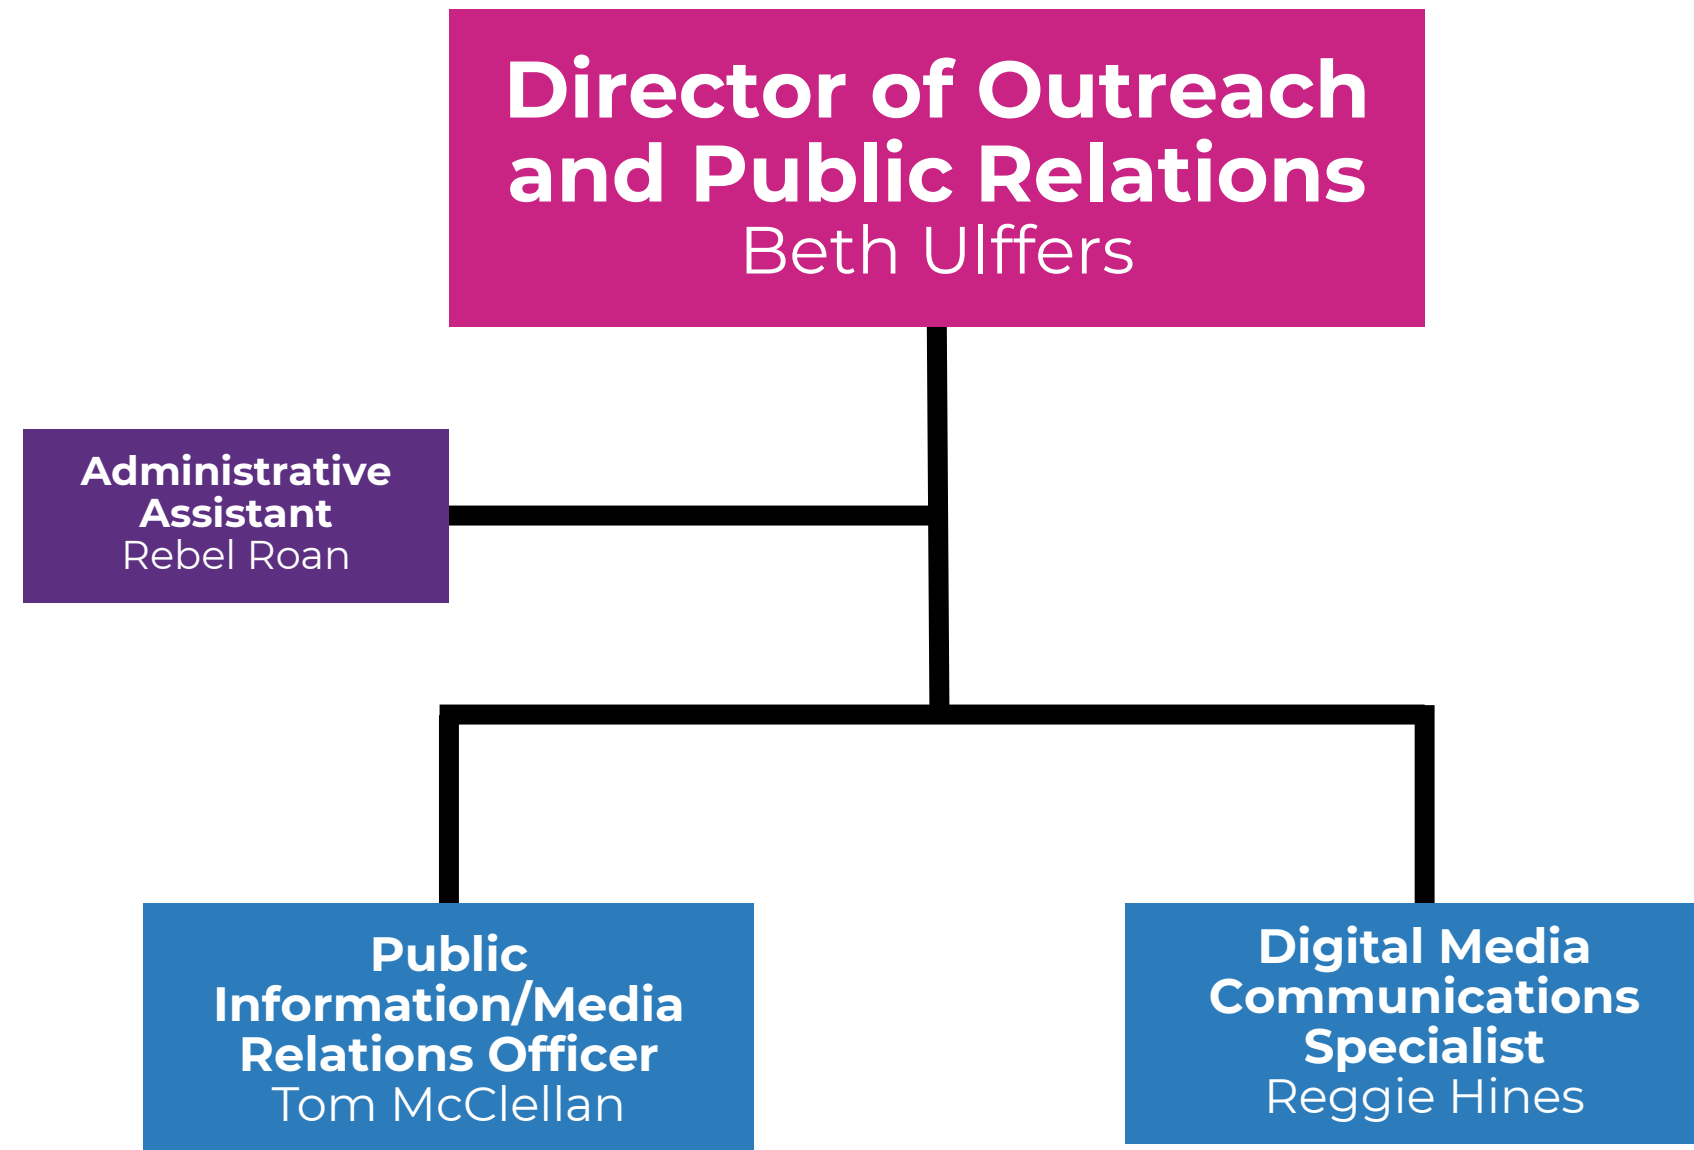 Director of Outreach
and Public Relations
Beth Ulffers
Administrative
Assistant
Rebel Roan
Public
Information/Media
Relations Officer
Tom McClellan
Digital Media
Communications
Specialist
Reggie Hines